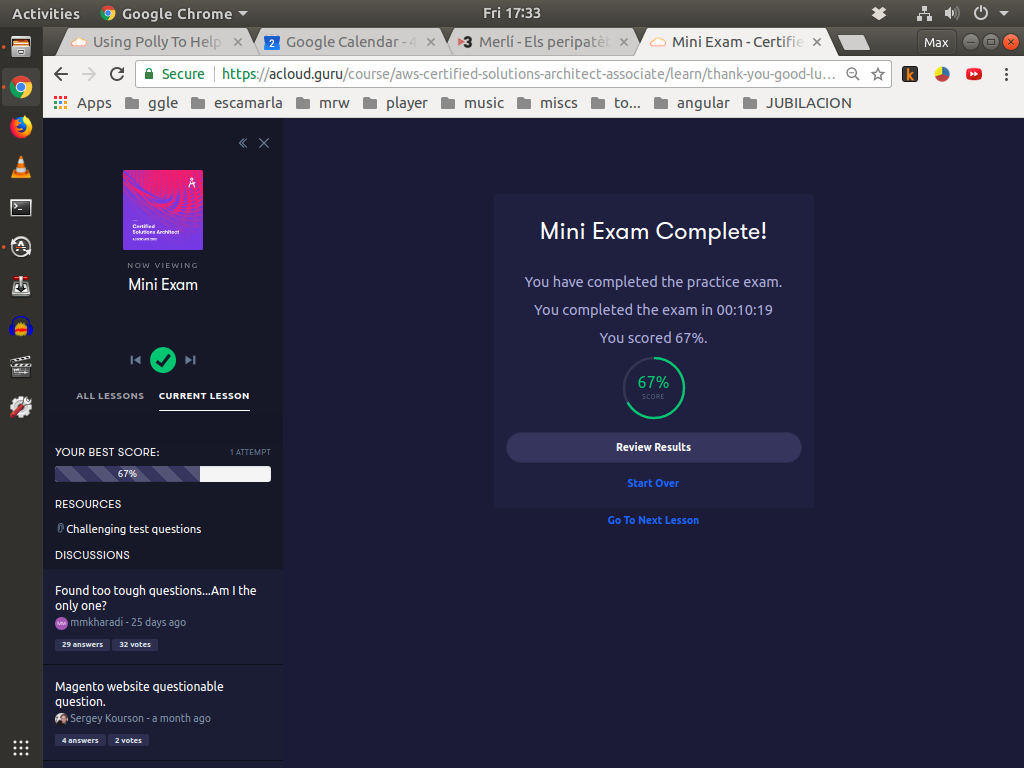 Activities
Google Chrome
Fri 17:33
Using Polly To Help
Google Calendar - 4
Merlí - Els peripatèt
Mini Exam - Certifie
Max
Secure
https://acloud.guru/course/aws-certified-solutions-architect-associate/learn/thank-you-good-lu...
Apps
ggle
escamarla
mrw
player
music
miscs
to...
angular
JUBILACION
Certified
Solutions Architect
NOW VIEWING
Mini Exam
ALL LESSONS
CURRENT LESSON
YOUR BEST SCORE:
1 ATTEMPT
67%
RESOURCES
Challenging test questions
DISCUSSIONS
Found too tough questions...Am I the
only one?
MM
mmkharadi - 25 days ago
29 answers
32 votes
Magento website questionable
question.
Sergey Kourson - a month ago
4 answers
2 votes
Mini Exam Complete!
You have completed the practice exam.
You completed the exam in 00:10:19
You scored 67%.
67%
SCORE
Review Results
Start Over
Go To Next Lesson